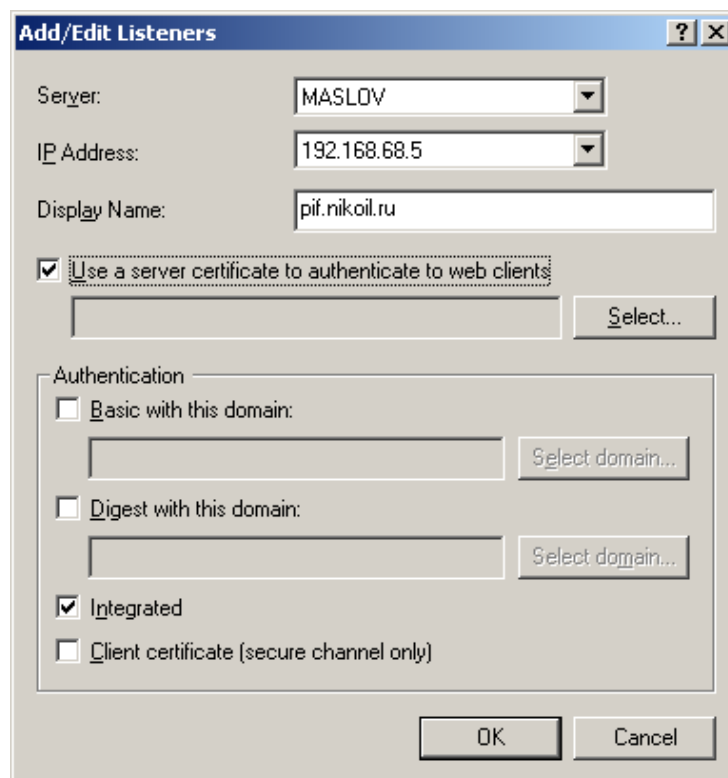 Add/Edit Listeners
Server: MASLOV
IP Address: 192.168.68.5
Display Name: pif.nikoil.ru
Use a server certificate to authenticate to web clients
Select...
Authentication
Basic with this domain:
Select domain...
Digest with this domain:
Select domain...
Integrated
Client certificate (secure channel only)
OK Cancel